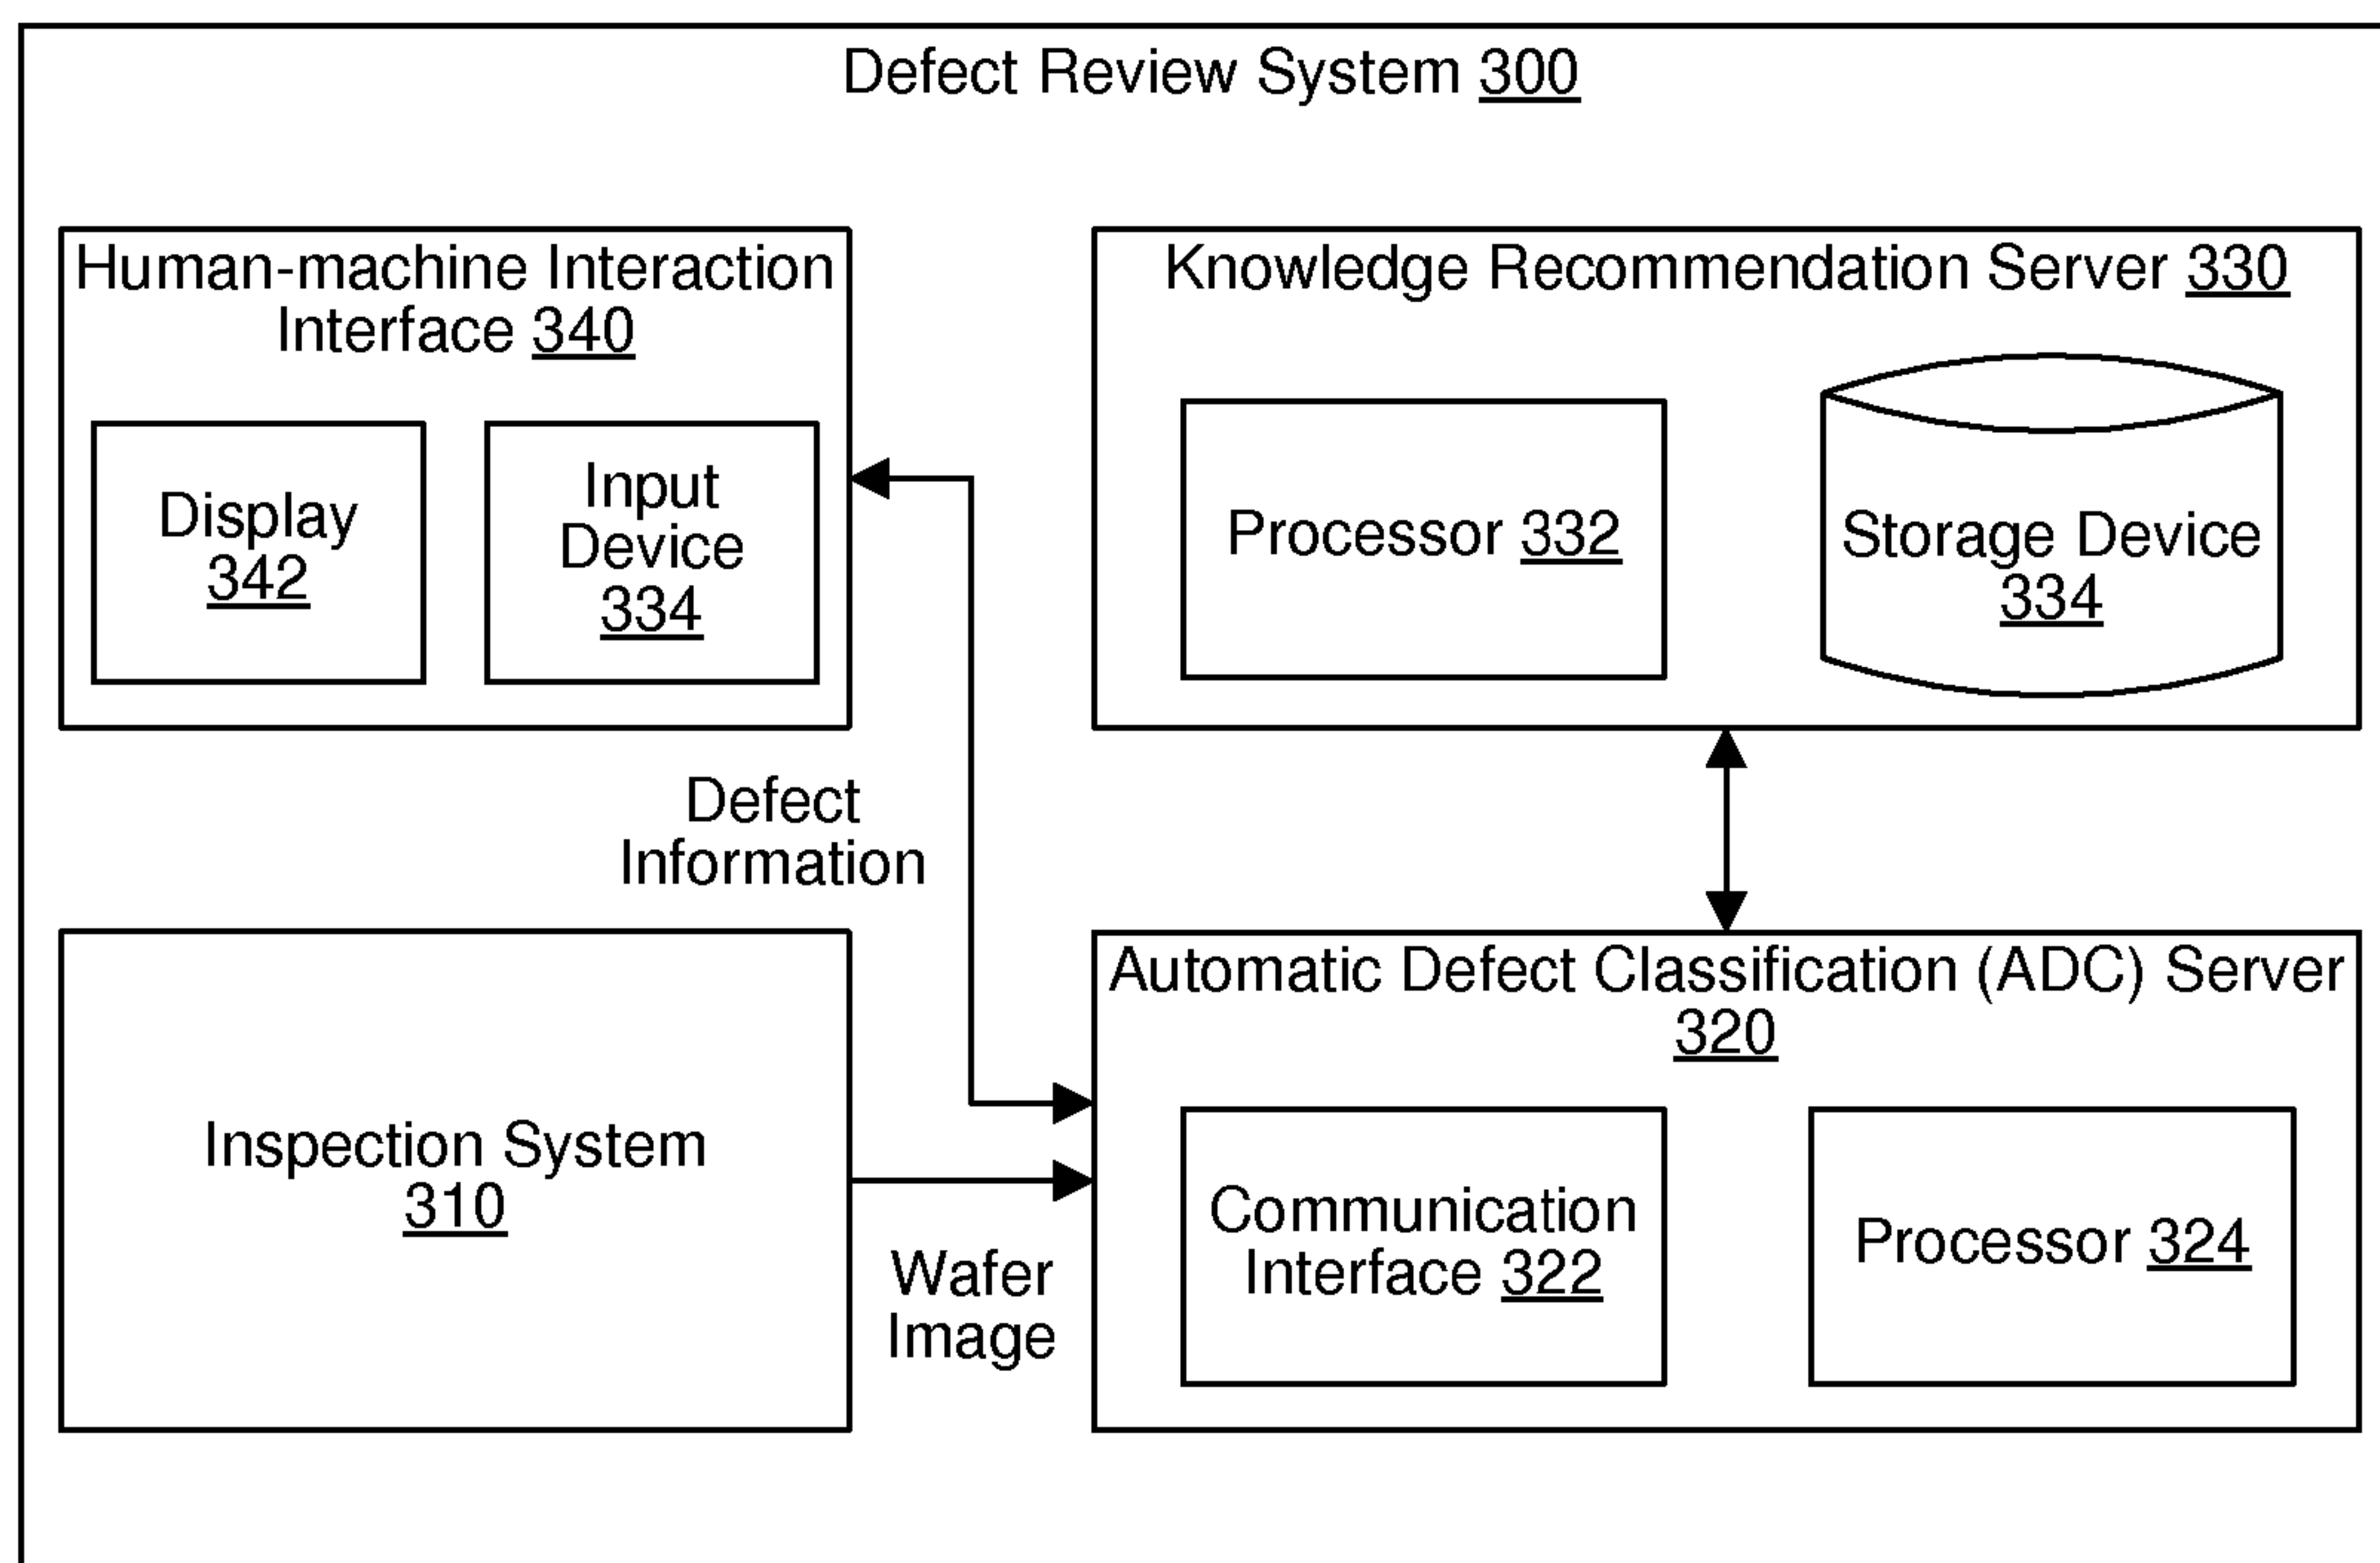 Defect Review System 300
Human-machine Interaction
Interface 340
Display
342
Input
Device
334
Knowledge Recommendation Server 330
Processor 332
Storage Device
334
Defect
Information
Inspection System
310
Wafer
Image
Automatic Defect Classification (ADC) Server
320
Communication
Interface 322
Processor 324